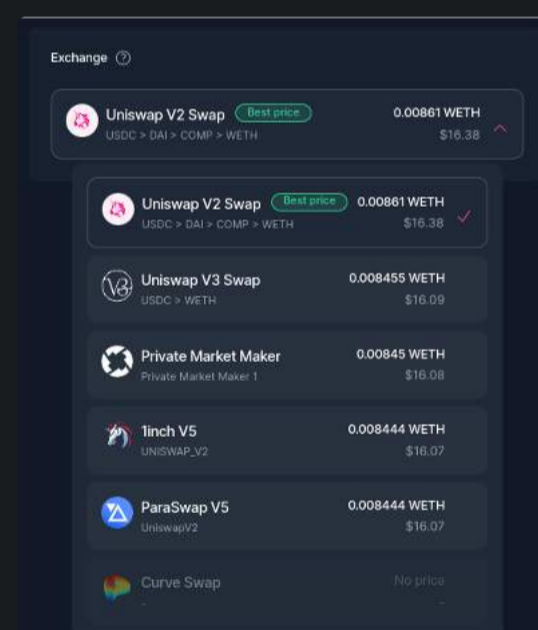 Exchange ?
Uniswap V2 Swap Best price 0.00861 WETH
USDC > DAI > COMP > WETH $16.38
Uniswap V2 Swap Best price 0.00861 WETH
USDC > DAI > COMP > WETH $16.38
V3 Uniswap V3 Swap 0.008455 WETH
USDC > WETH $16.09
Private Market Maker 0.00845 WETH
Private Market Maker 1 $16.08
1inch V5 0.008444 WETH
UNISWAP_V2 $16.07
ParaSwap V5 0.008444 WETH
UniswapV2 $16.07
Curve Swap No price
- -